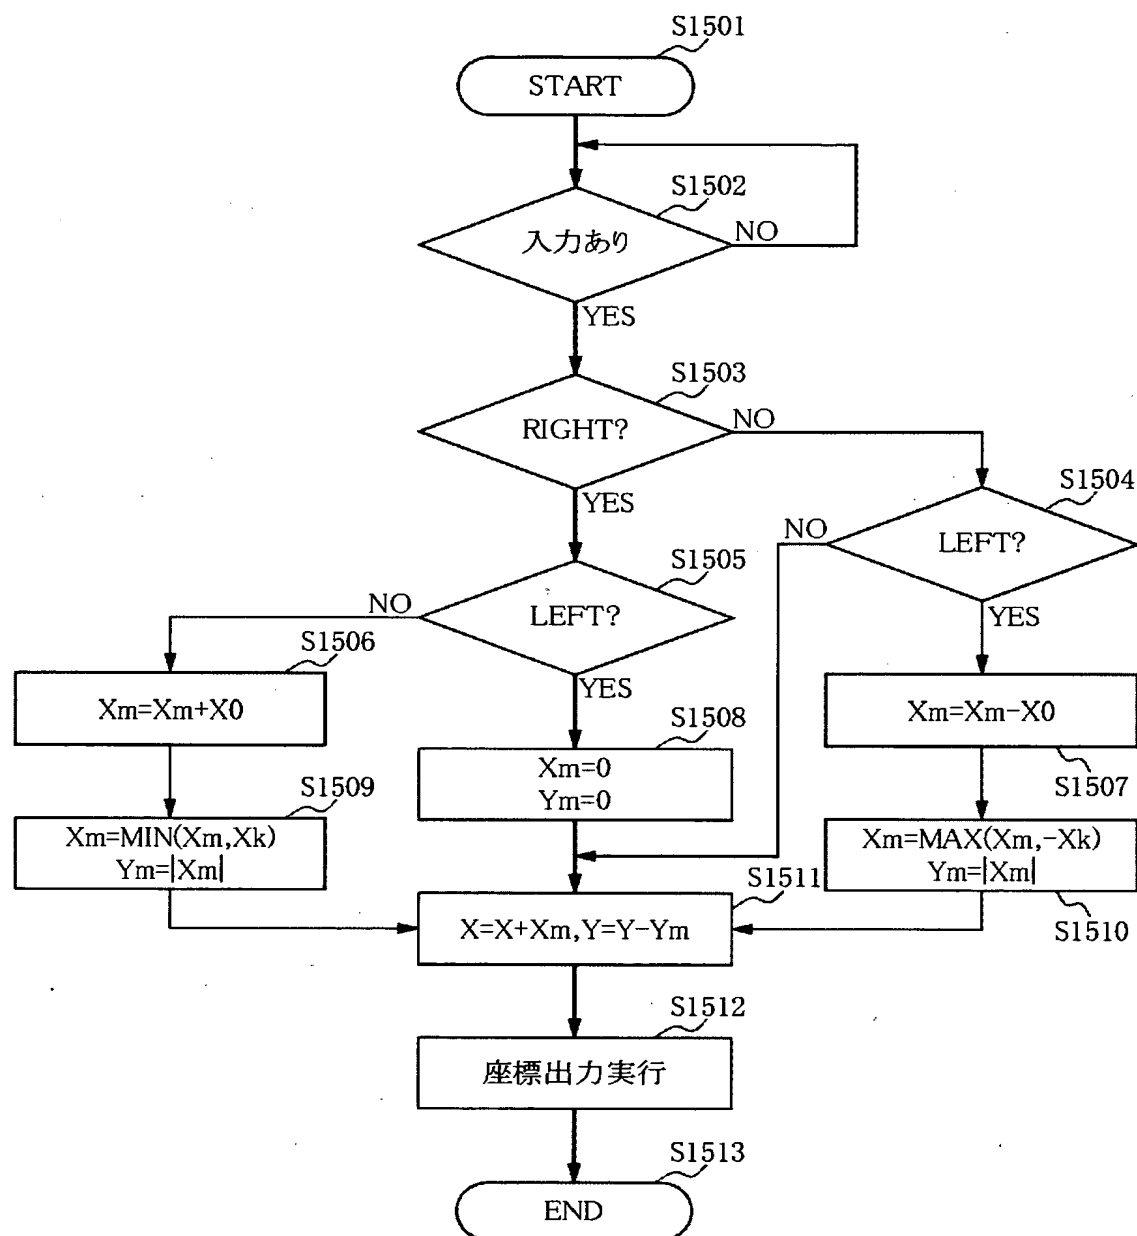 S1501
START
S1502
入力あり
NO
YES
S1503
RIGHT?
NO
YES
S1504
LEFT?
NO
YES
S1505
LEFT?
NO
YES
S1506
Xm=Xm+X0
Xm=Xm-X0
S1507
S1508
Xm=0
Ym=0
S1509
Xm=MIN(Xm,Xk)
Ym=|Xm|
Xm=MAX(Xm,-Xk)
Ym=|Xm|
S1510
S1511
X=X+Xm,Y=Y-Ym
S1512
座標出力実行
S1513
END